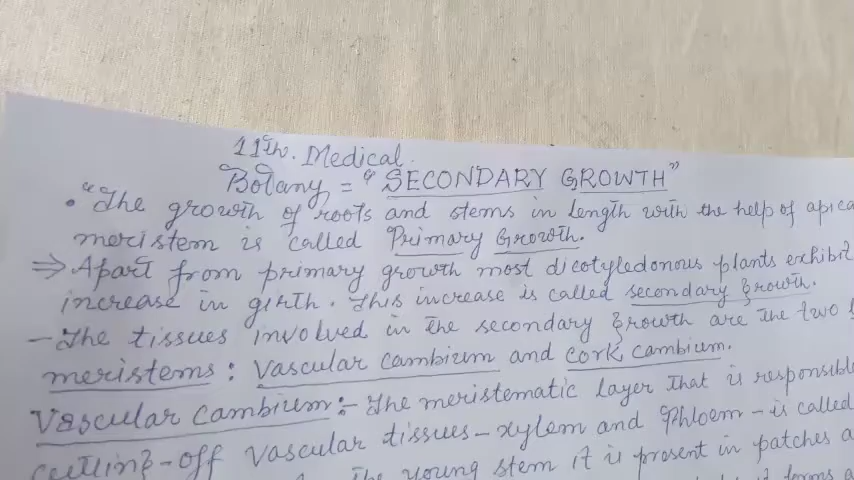 11th. Medical.
Botany = "SECONDARY GROWTH"
• "The growth of roots and stems in length with the help of apica
meristem is called Primary Growth.
⇒ Apart from primary growth most dicotyledonous plants exhibit
increase in girth. This increase is called secondary growth.
- The tissues involved in the secondary growth are the two
meristems: Vascular cambium and cork cambium.
Vascular Cambium:- The meristematic layer that is responsible
cutting-off vascular tissues - xylem and Phloem - is called
The young stem it is present in patches a
forms a